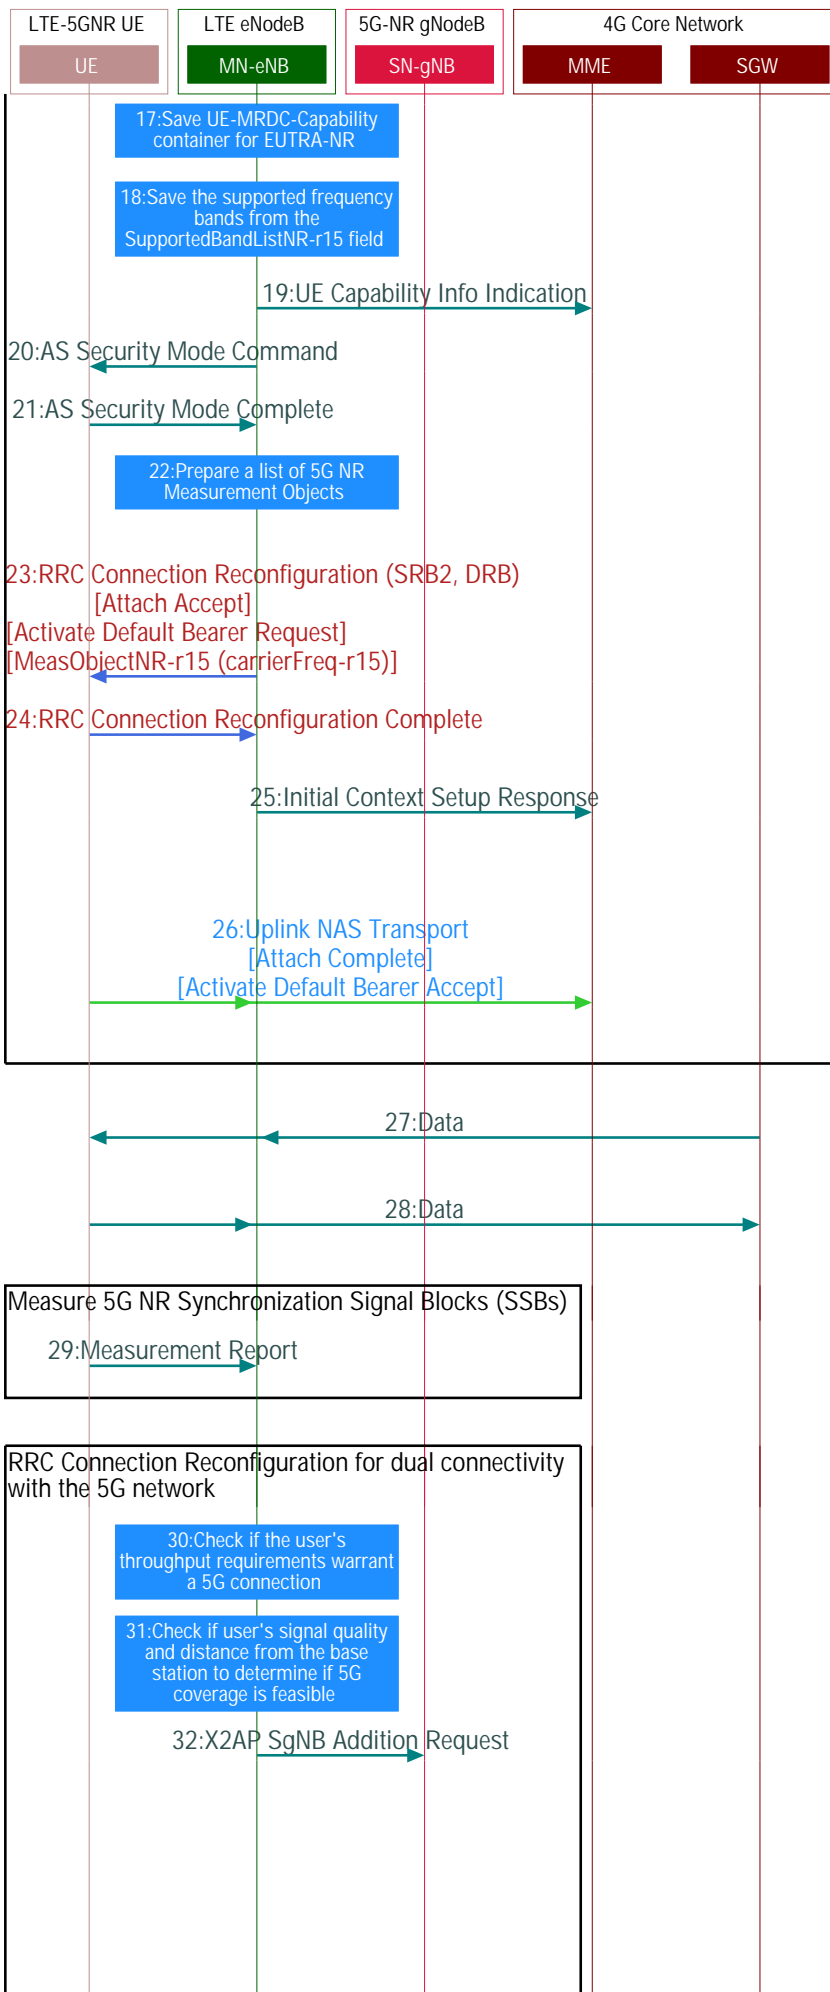 LTE-5GNR UE
LTE eNodeB
5G-NR gNodeB
4G Core Network
UE
MN-eNB
SN-gNB
MME
SGW
17:Save UE-MRDC-Capability
container for EUTRA-NR
18:Save the supported frequency
bands from the
SupportedBandListNR-r15 field
19:UE Capability Info Indication
20:AS Security Mode Command
21:AS Security Mode Complete
22:Prepare a list of 5G NR
Measurement Objects
23:RRC Connection Reconfiguration (SRB2, DRB)
[Attach Accept]
[Activate Default Bearer Request]
[MeasObjectNR-r15 (carrierFreq-r15)]
24:RRC Connection Reconfiguration Complete
25:Initial Context Setup Response
26:Uplink NAS Transport
[Attach Complete]
[Activate Default Bearer Accept]
27:Data
28:Data
Measure 5G NR Synchronization Signal Blocks (SSBs)
29:Measurement Report
RRC Connection Reconfiguration for dual connectivity
with the 5G network
30:Check if the user's
throughput requirements warrant
a 5G connection
31:Check if user's signal quality
and distance from the base
station to determine if 5G
coverage is feasible
32:X2AP SgNB Addition Request